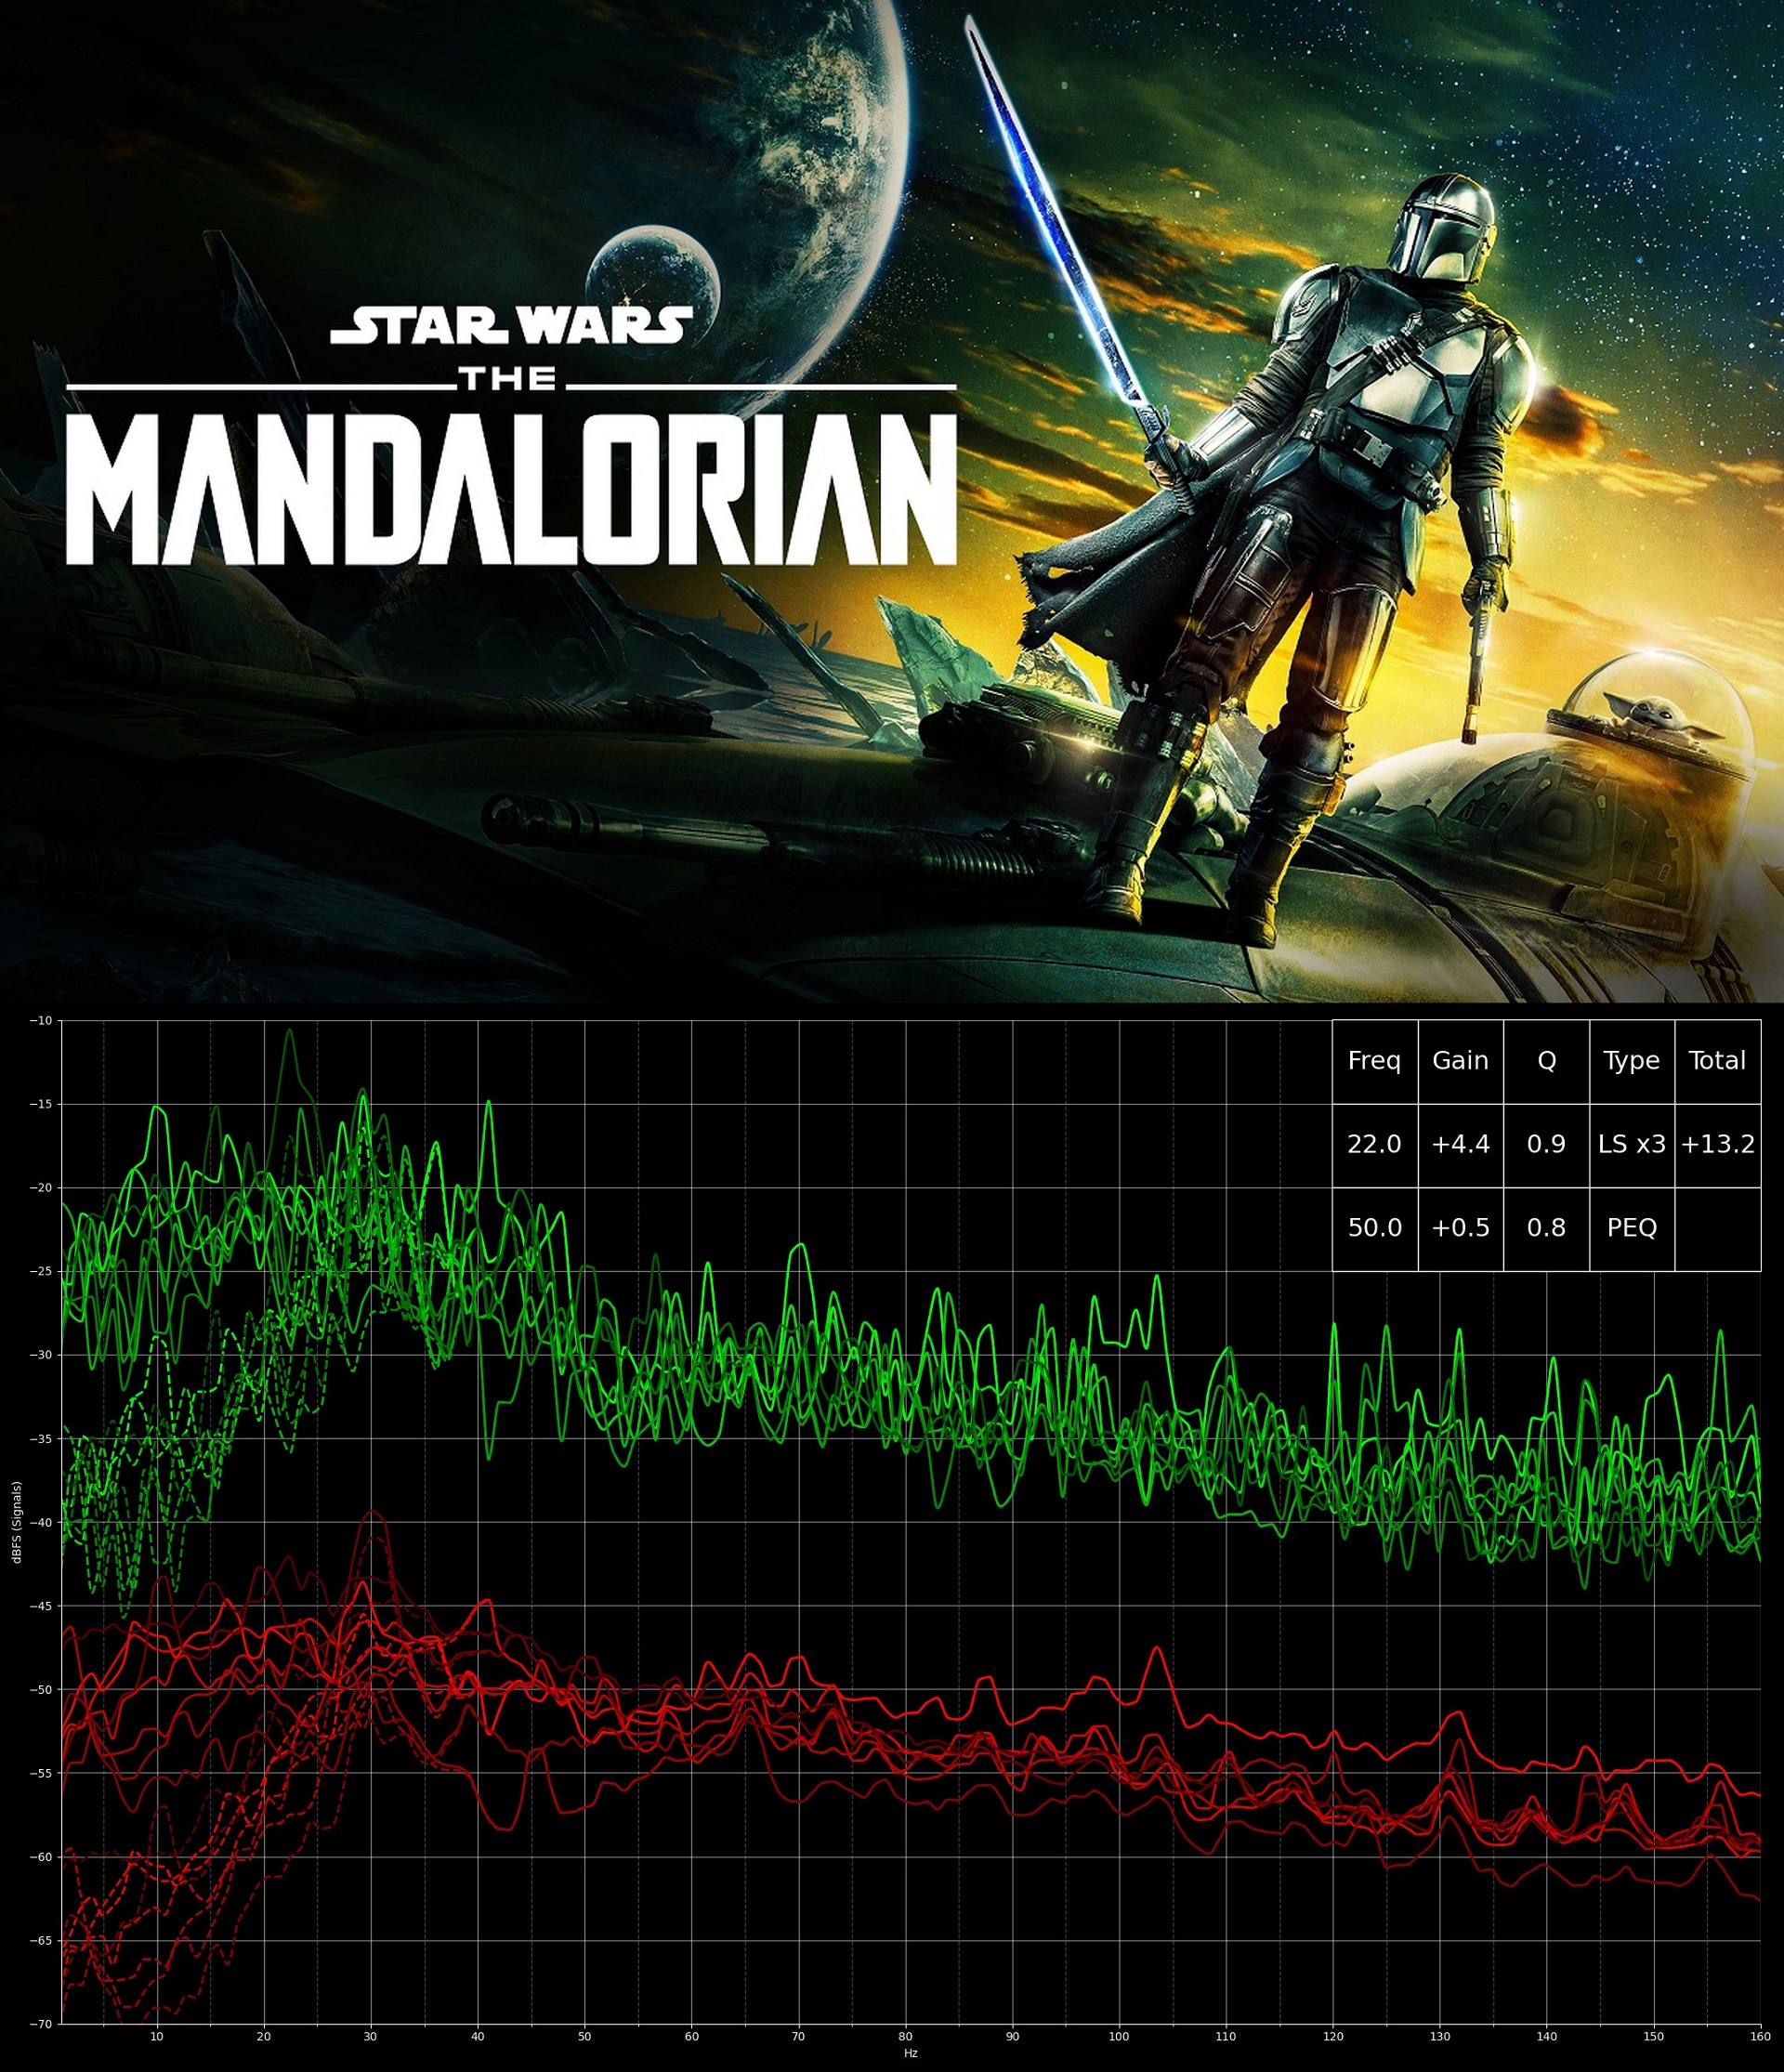 STAR WARS
THE
MANDALORIAN
Freq Gain Q Type Total
22.0 +4.4 0.9 LS x3 +13.2
50.0 +0.5 0.8 PEQ
−10
−15
−20
−25
−30
−35
−40
−45
−50
−55
−60
−65
−70
dBFS (Signals)
10 20 30 40 50 60 70 80 90 100 110 120 130 140 150 160
Hz